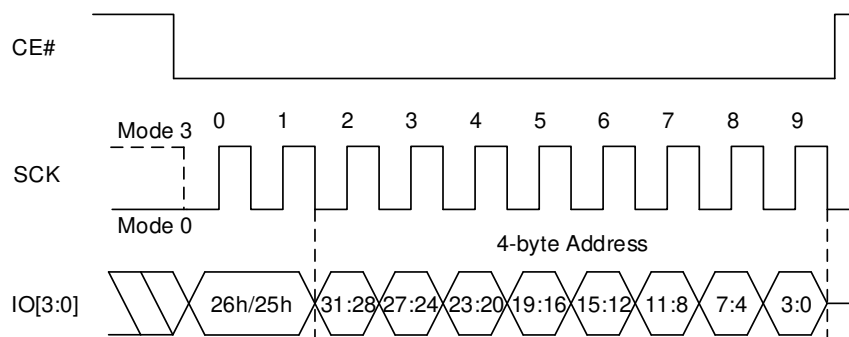 CE#
Mode 3
0 1 2 3 4 5 6 7 8 9
SCK
Mode 0
4-byte Address
IO[3:0] 26h/25h 31:28 27:24 23:20 19:16 15:12 11:8 7:4 3:0